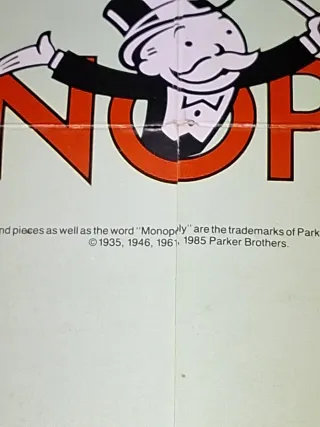 NOP
nd pieces as well as the word "Monopoly" are the trademarks of Park
© 1935, 1946, 1961, 1985 Parker Brothers.